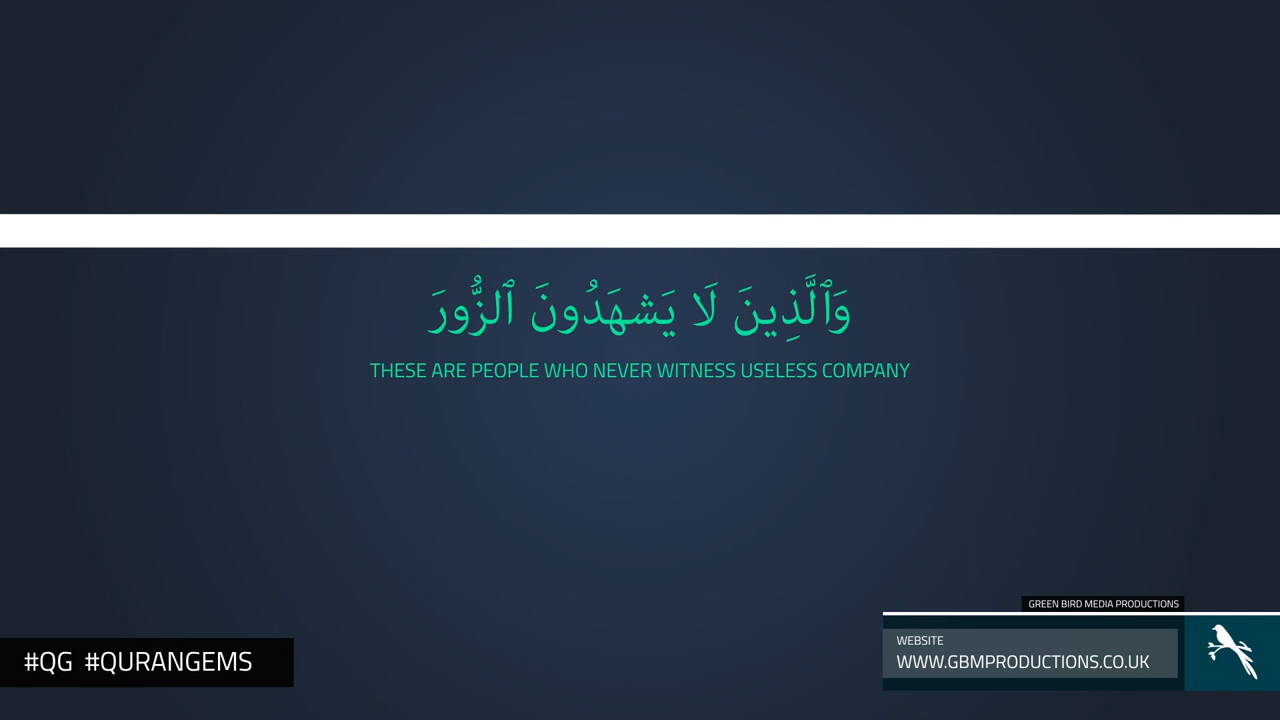 وَٱلَّذِينَ لَا يَشهَدُونَ ٱلزُّورَ
THESE ARE PEOPLE WHO NEVER WITNESS USELESS COMPANY
GREEN BIRD MEDIA PRODUCTIONS
WEBSITE
WWW.GBMPRODUCTIONS.CO.UK
#QG #QURANGEMS